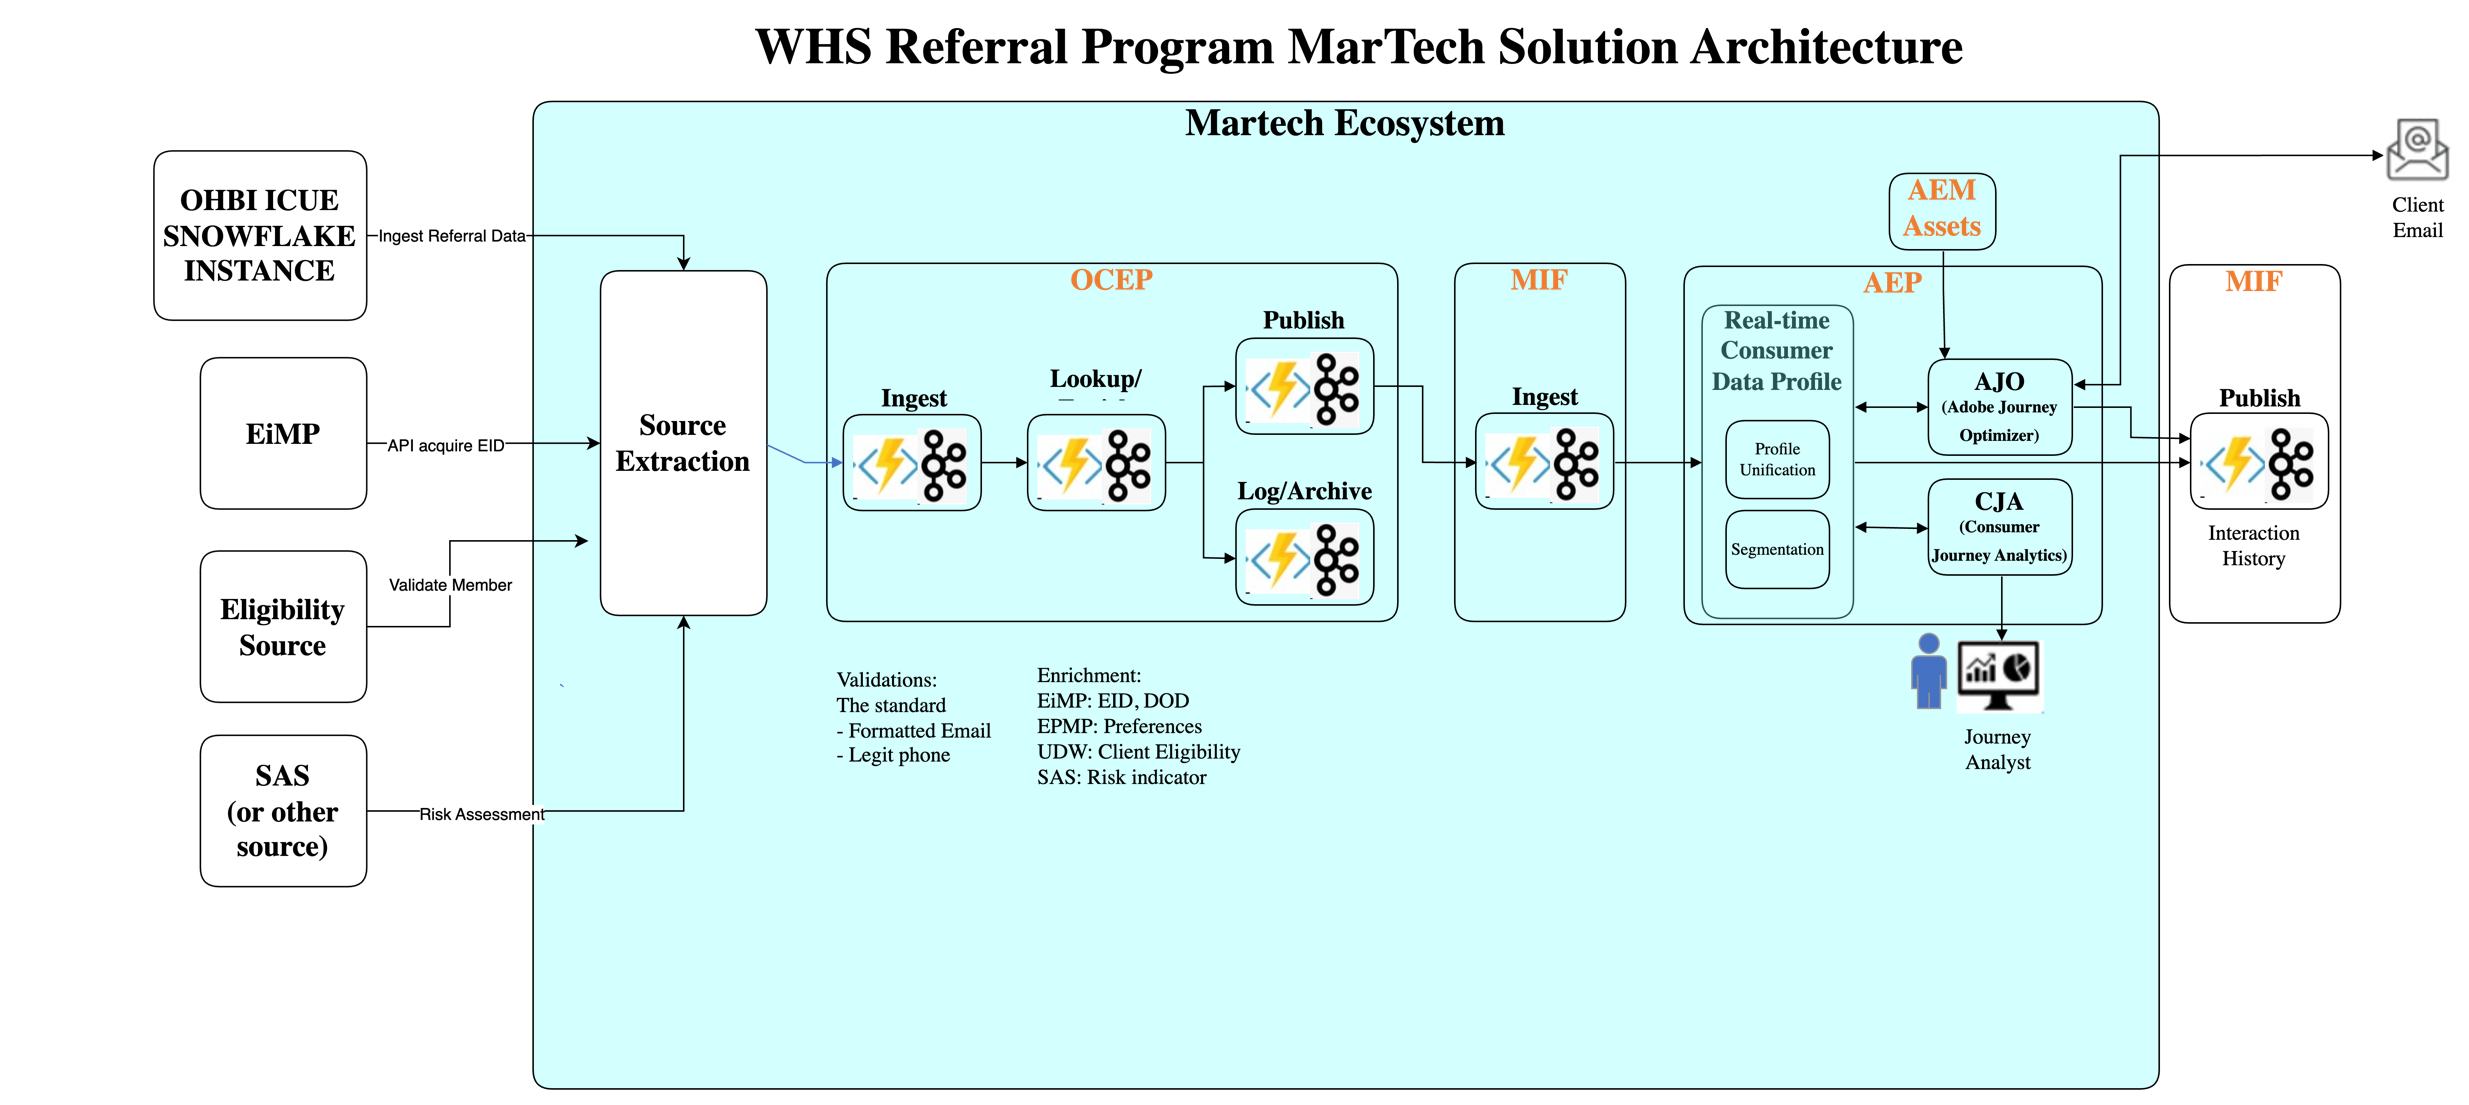 WHS Referral Program MarTech Solution Architecture
Martech Ecosystem
OHBI ICUE
SNOWFLAKE
INSTANCE
Ingest Referral Data
EiMP
API acquire EID
Eligibility
Source
Validate Member
SAS
(or other
source)
Risk Assessment
Source
Extraction
OCEP
Ingest
Lookup/
Publish
Log/Archive
Validations:
The standard
- Formatted Email
- Legit phone
Enrichment:
EiMP: EID, DOD
EPMP: Preferences
UDW: Client Eligibility
SAS: Risk indicator
MIF
Ingest
AEM
Assets
AEP
Real-time
Consumer
Data Profile
Profile
Unification
Segmentation
AJO
(Adobe Journey
Optimizer)
CJA
(Consumer
Journey Analytics)
Journey
Analyst
Client
Email
MIF
Publish
Interaction
History